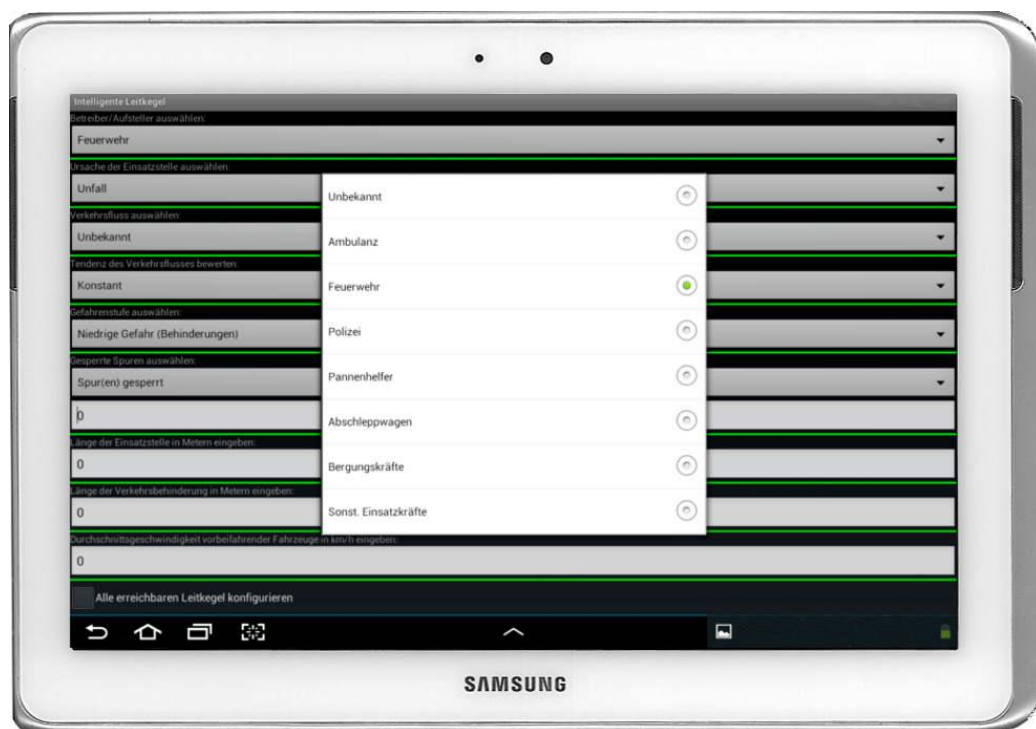 Intelligente Leitkegel
Betreiber/Aufsteller auswählen:
Feuerwehr
Ursache der Einsatzstelle auswählen:
Unfall
Verkehrsfluss auswählen:
Unbekannt
Tendenz des Verkehrsflusses bewerten:
Konstant
Gefahrenstufe auswählen:
Niedrige Gefahr (Behinderungen)
Gesperrte Spuren auswählen:
Spur(en) gesperrt
0
Länge der Einsatzstelle in Metern eingeben:
0
Länge der Verkehrsbehinderung in Metern eingeben:
0
Durchschnittsgeschwindigkeit vorbeifahrender Fahrzeuge in km/h eingeben:
0
Alle erreichbaren Leitkegel konfigurieren
Unbekannt
Ambulanz
Feuerwehr
Polizei
Pannenhelfer
Abschleppwagen
Bergungskräfte
Sonst. Einsatzkräfte
SAMSUNG